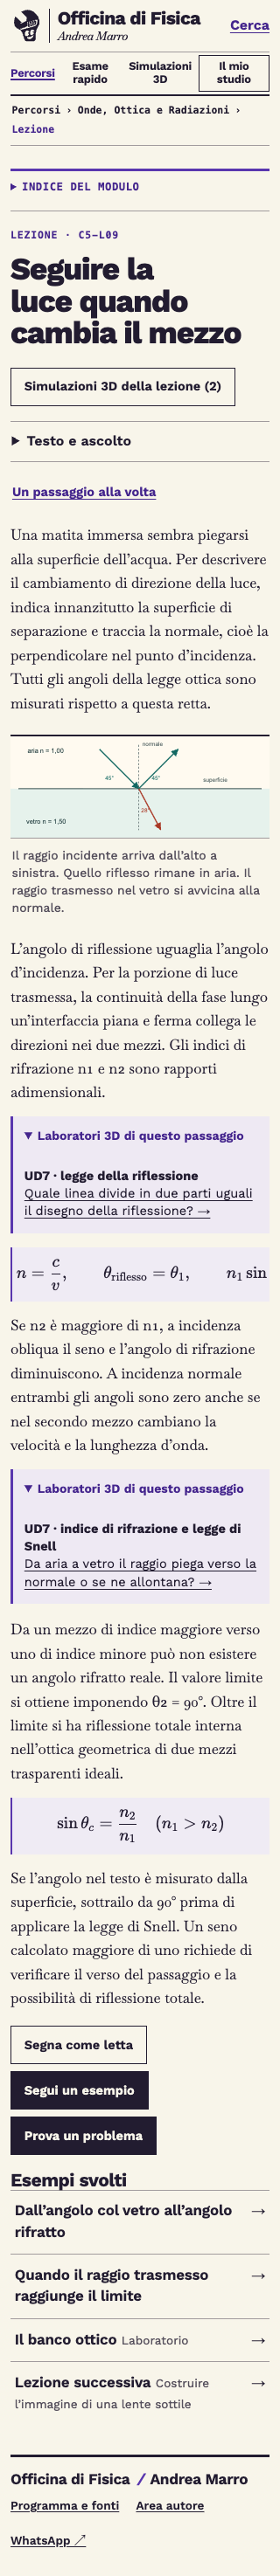 Officina di Fisica
Andrea Marro
Cerca
Percorsi
Esame rapido
Simulazioni 3D
Il mio studio
Percorsi › Onde, Ottica e Radiazioni ›
Lezione
▶ INDICE DEL MODULO
LEZIONE · C5–L09
Seguire la
luce quando
cambia il mezzo
Simulazioni 3D della lezione (2)
▶ Testo e ascolto
Un passaggio alla volta
Una matita immersa sembra piegarsi
alla superficie dell’acqua. Per descrivere
il cambiamento di direzione della luce,
indica innanzitutto la superficie di
separazione e traccia la normale, cioè la
perpendicolare nel punto d’incidenza.
Tutti gli angoli della legge ottica sono
misurati rispetto a questa retta.
normale
aria n = 1,00
45°
45°
superficie
28°
vetro n = 1,50
Il raggio incidente arriva dall’alto a
sinistra. Quello riflesso rimane in aria. Il
raggio trasmesso nel vetro si avvicina alla
normale.
L’angolo di riflessione uguaglia l’angolo
d’incidenza. Per la porzione di luce
trasmessa, la continuità della fase lungo
un’interfaccia piana e ferma collega le
direzioni nei due mezzi. Gli indici di
rifrazione n1 e n2 sono rapporti
adimensionali.
▼ Laboratori 3D di questo passaggio
UD7 · legge della riflessione
Quale linea divide in due parti uguali
il disegno della riflessione? →
n = c/v, θriflesso = θ1, n1 sin
Se n2 è maggiore di n1, a incidenza
obliqua il seno e l’angolo di rifrazione
diminuiscono. A incidenza normale
entrambi gli angoli sono zero anche se
nel secondo mezzo cambiano la
velocità e la lunghezza d’onda.
▼ Laboratori 3D di questo passaggio
UD7 · indice di rifrazione e legge di
Snell
Da aria a vetro il raggio piega verso la
normale o se ne allontana? →
Da un mezzo di indice maggiore verso
uno di indice minore può non esistere
un angolo rifratto reale. Il valore limite
si ottiene imponendo θ2 = 90°. Oltre il
limite si ha riflessione totale interna
nell’ottica geometrica di due mezzi
trasparenti ideali.
sin θc = n2/n1 (n1 > n2)
Se l’angolo nel testo è misurato dalla
superficie, sottrailo da 90° prima di
applicare la legge di Snell. Un seno
calcolato maggiore di uno richiede di
verificare il verso del passaggio e la
possibilità di riflessione totale.
Segna come letta
Segui un esempio
Prova un problema
Esempi svolti
Dall’angolo col vetro all’angolo →
rifratto
Quando il raggio trasmesso →
raggiunge il limite
Il banco ottico Laboratorio →
Lezione successiva Costruire →
l’immagine di una lente sottile
Officina di Fisica / Andrea Marro
Programma e fonti Area autore
WhatsApp ↗